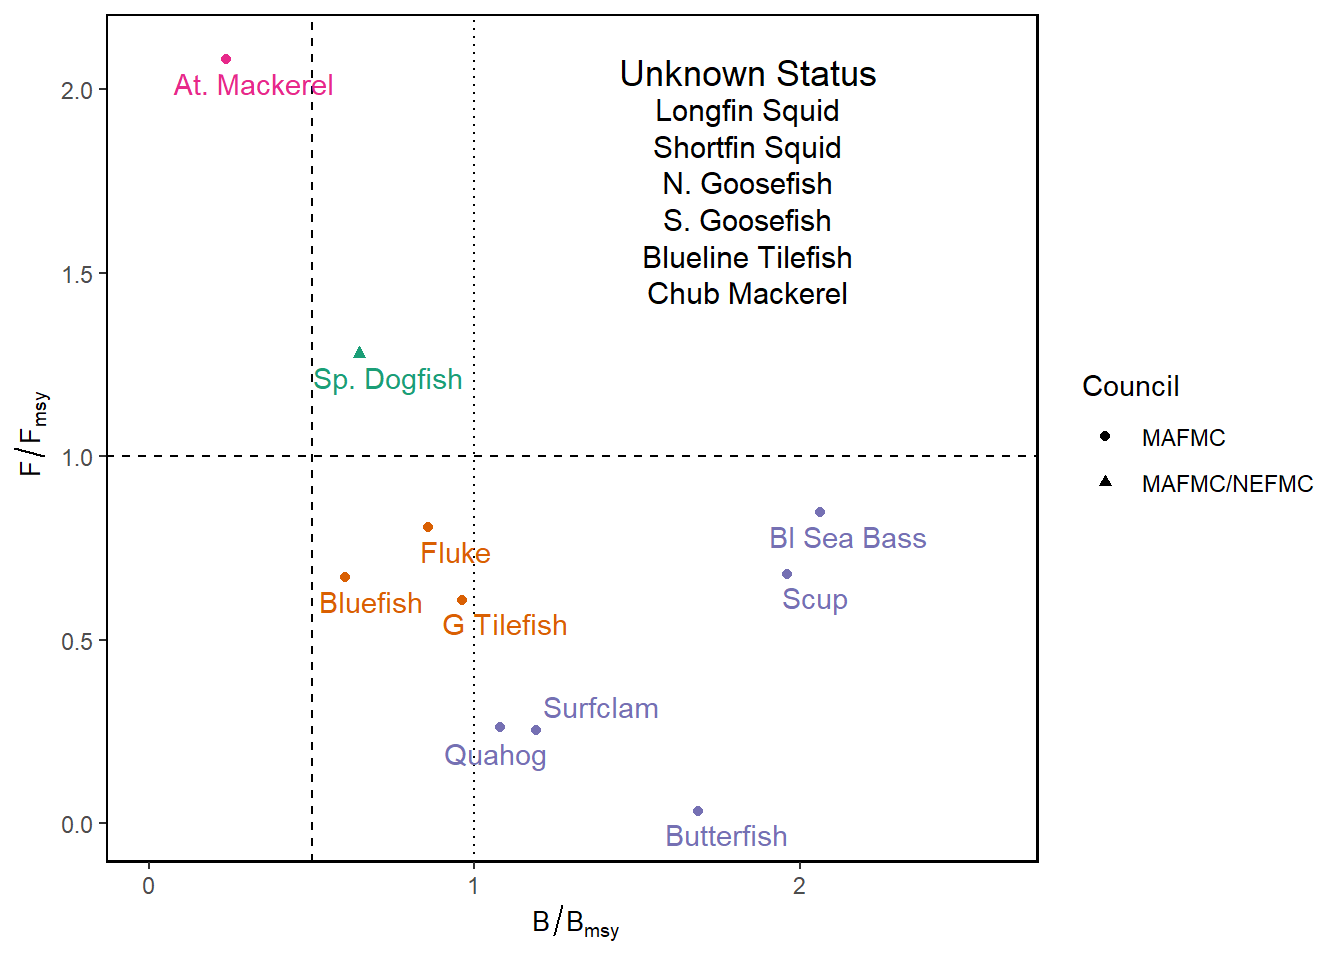 At. Mackerel
Unknown Status
Longfin Squid
Shortfin Squid
N. Goosefish
S. Goosefish
Blueline Tilefish
Chub Mackerel
Sp. Dogfish
Fluke
Bluefish
G Tilefish
Bl Sea Bass
Scup
Surfclam
Quahog
Butterfish
2.0
1.5
1.0
0.5
0.0
0
1
2
F/Fmsy
B/Bmsy
Council
MAFMC
MAFMC/NEFMC